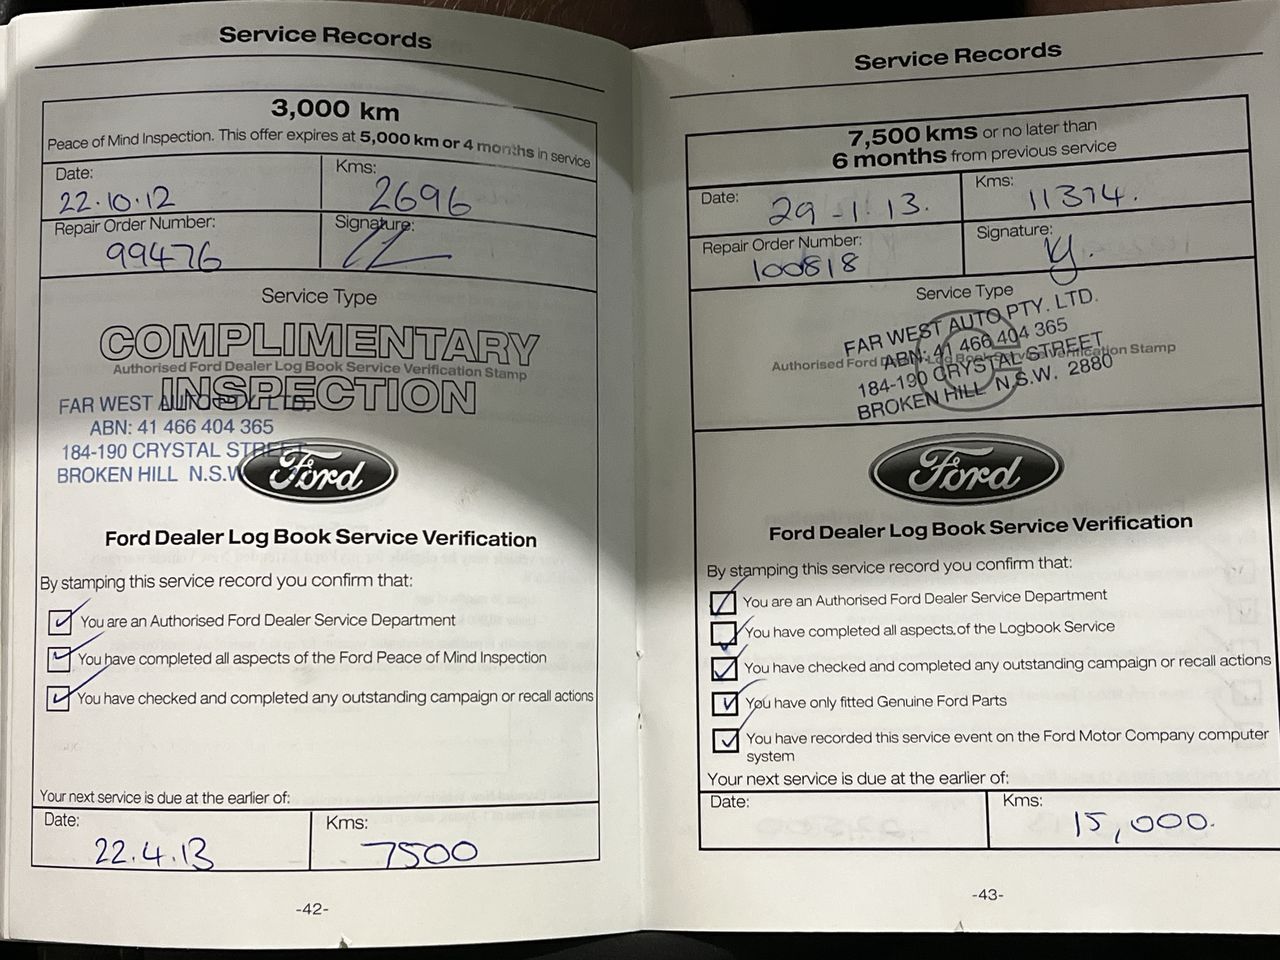 Service Records
3,000 km
Peace of Mind Inspection. This offer expires at 5,000 km or 4 months in service
Date:
22.10.12
Kms:
2696
Repair Order Number:
99476
Signature:
Service Type
COMPLIMENTARY
Authorised Ford Dealer Log Book Service Verification Stamp
INSPECTION
FAR WEST AUTO PTY. LTD.
ABN: 41 466 404 365
184-190 CRYSTAL STREET
BROKEN HILL N.S.W.
Ford
Ford Dealer Log Book Service Verification
By stamping this service record you confirm that:
You are an Authorised Ford Dealer Service Department
You have completed all aspects of the Ford Peace of Mind Inspection
You have checked and completed any outstanding campaign or recall actions
Your next service is due at the earlier of:
Date:
22.4.13
Kms:
7500
-42-
Service Records
7,500 kms or no later than
6 months from previous service
Date:
29-1 13.
Kms:
11374.
Repair Order Number:
100818
Signature:
Service Type
C
Authorised Ford Dealer Log Book Service Verification Stamp
FAR WEST AUTO PTY. LTD.
ABN: 41 466 404 365
184-190 CRYSTAL STREET
BROKEN HILL N.S.W. 2880
Ford
Ford Dealer Log Book Service Verification
By stamping this service record you confirm that:
You are an Authorised Ford Dealer Service Department
You have completed all aspects of the Logbook Service
You have checked and completed any outstanding campaign or recall actions
You have only fitted Genuine Ford Parts
You have recorded this service event on the Ford Motor Company computer
system
Your next service is due at the earlier of:
Date:
Kms:
15,000.
-43-